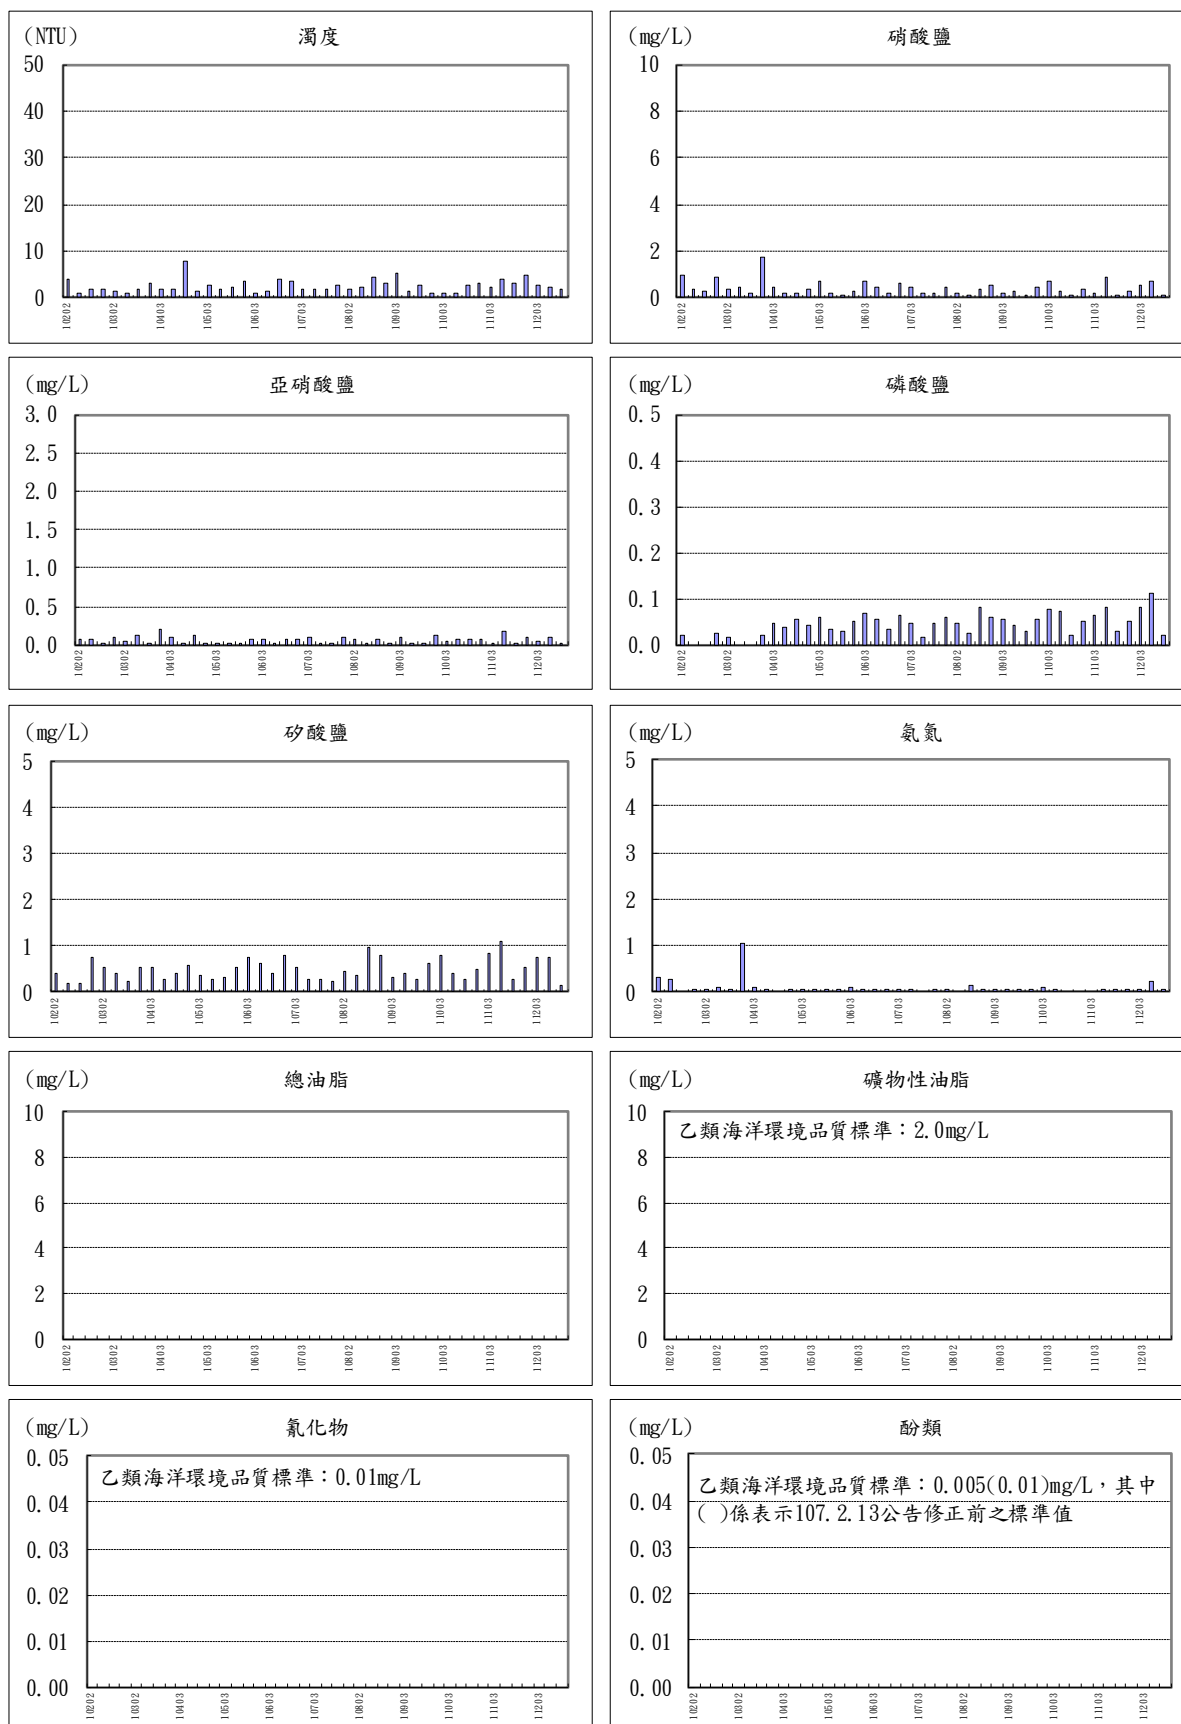 (NTU) 濁度
50
40
30
20
10
0
10202 10302 10403 10503 10603 10703 10802 10903 11003 11103 11203
(mg/L) 硝酸鹽
10
8
6
4
2
0
10202 10302 10403 10503 10603 10703 10802 10903 11003 11103 11203
(mg/L) 亞硝酸鹽
3.0
2.5
2.0
1.5
1.0
0.5
0.0
10202 10302 10403 10503 10603 10703 10802 10903 11003 11103 11203
(mg/L) 磷酸鹽
0.5
0.4
0.3
0.2
0.1
0.0
10202 10302 10403 10503 10603 10703 10802 10903 11003 11103 11203
(mg/L) 矽酸鹽
5
4
3
2
1
0
10202 10302 10403 10503 10603 10703 10802 10903 11003 11103 11203
(mg/L) 氨氮
5
4
3
2
1
0
10202 10302 10403 10503 10603 10703 10802 10903 11003 11103 11203
(mg/L) 總油脂
10
8
6
4
2
0
10202 10302 10403 10503 10603 10703 10802 10903 11003 11103 11203
(mg/L) 礦物性油脂
10
乙類海洋環境品質標準：2.0mg/L
8
6
4
2
0
10202 10302 10403 10503 10603 10703 10802 10903 11003 11103 11203
(mg/L) 氰化物
0.05
乙類海洋環境品質標準：0.01mg/L
0.04
0.03
0.02
0.01
0.00
10202 10302 10403 10503 10603 10703 10802 10903 11003 11103 11203
(mg/L) 酚類
0.05
乙類海洋環境品質標準：0.005(0.01)mg/L，其中
( )係表示107.2.13公告修正前之標準值
0.04
0.03
0.02
0.01
0.00
10202 10302 10403 10503 10603 10703 10802 10903 11003 11103 11203